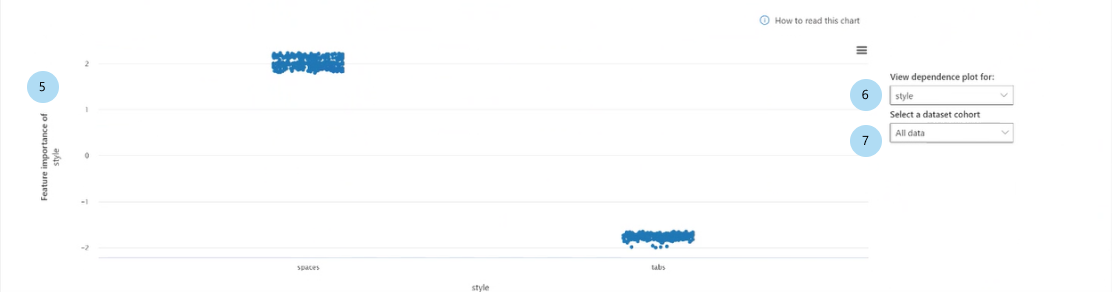 How to read this chart
5
Feature importance of
style
2
1
0
-1
-2
spaces
tabs
style
6
View dependence plot for:
style
Select a dataset cohort
7
All data